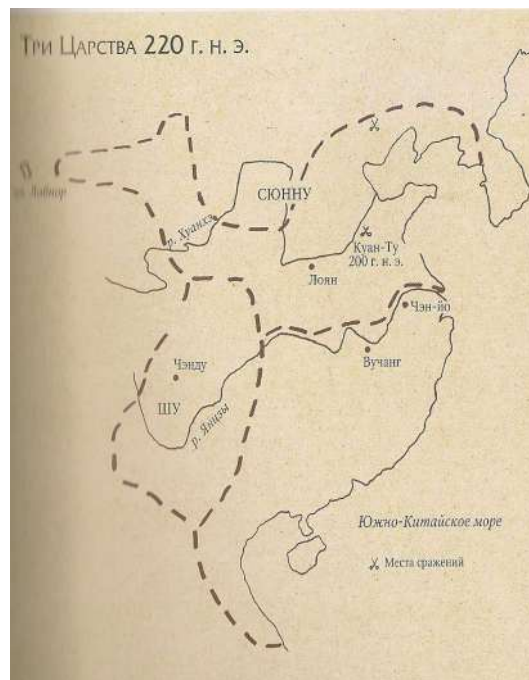 ТРИ ЦАРСТВА 220 Г. Н. Э.
Лобнор
СЮННУ
р. Хуанхэ
Куан-Ту
200 г. н. э.
Лоян
Чэн-йо
Чэнду
Вучанг
ШУ
р. Янцзы
Южно-Китайское море
Места сражений